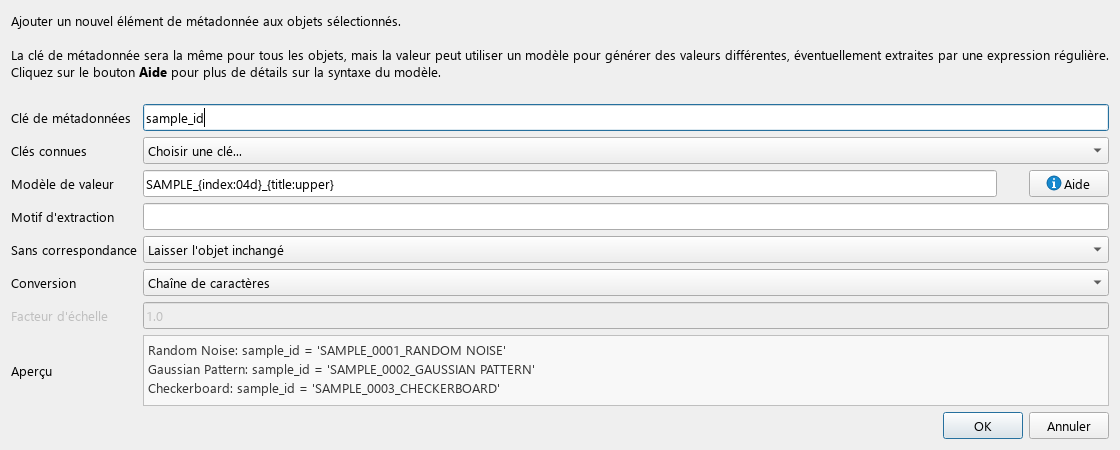 Ajouter un nouvel élément de métadonnée aux objets sélectionnés.
La clé de métadonnée sera la même pour tous les objets, mais la valeur peut utiliser un modèle pour générer des valeurs différentes, éventuellement extraites par une expression régulière.
Cliquez sur le bouton Aide pour plus de détails sur la syntaxe du modèle.
Clé de métadonnées sample_id
Clés connues Choisir une clé...
Modèle de valeur SAMPLE_{index:04d}_{title:upper} Aide
Motif d'extraction
Sans correspondance Laisser l'objet inchangé
Conversion Chaîne de caractères
Facteur d'échelle 1.0
Aperçu
Random Noise: sample_id = 'SAMPLE_0001_RANDOM NOISE'
Gaussian Pattern: sample_id = 'SAMPLE_0002_GAUSSIAN PATTERN'
Checkerboard: sample_id = 'SAMPLE_0003_CHECKERBOARD'
OK Annuler